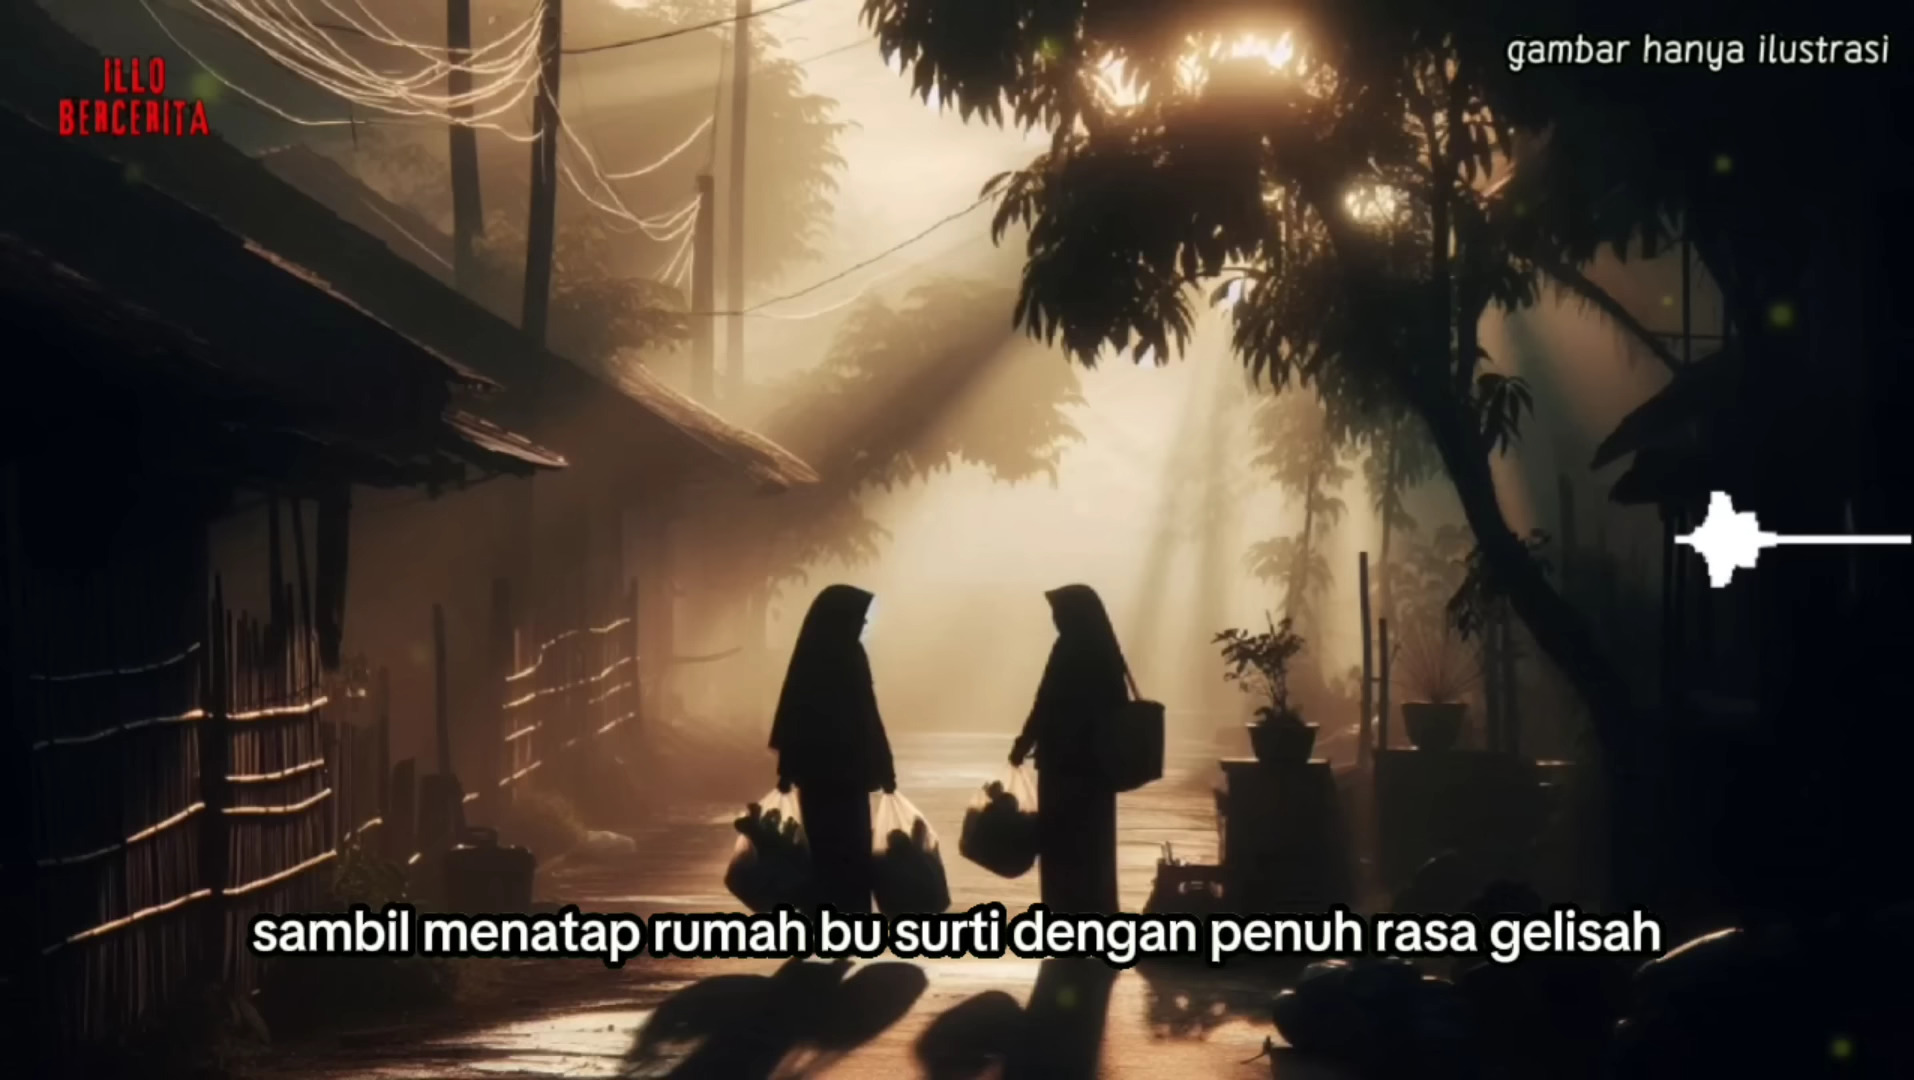 ILLO
BERCERITA
gambar hanya ilustrasi
sambil menatap rumah bu surti dengan penuh rasa gelisah